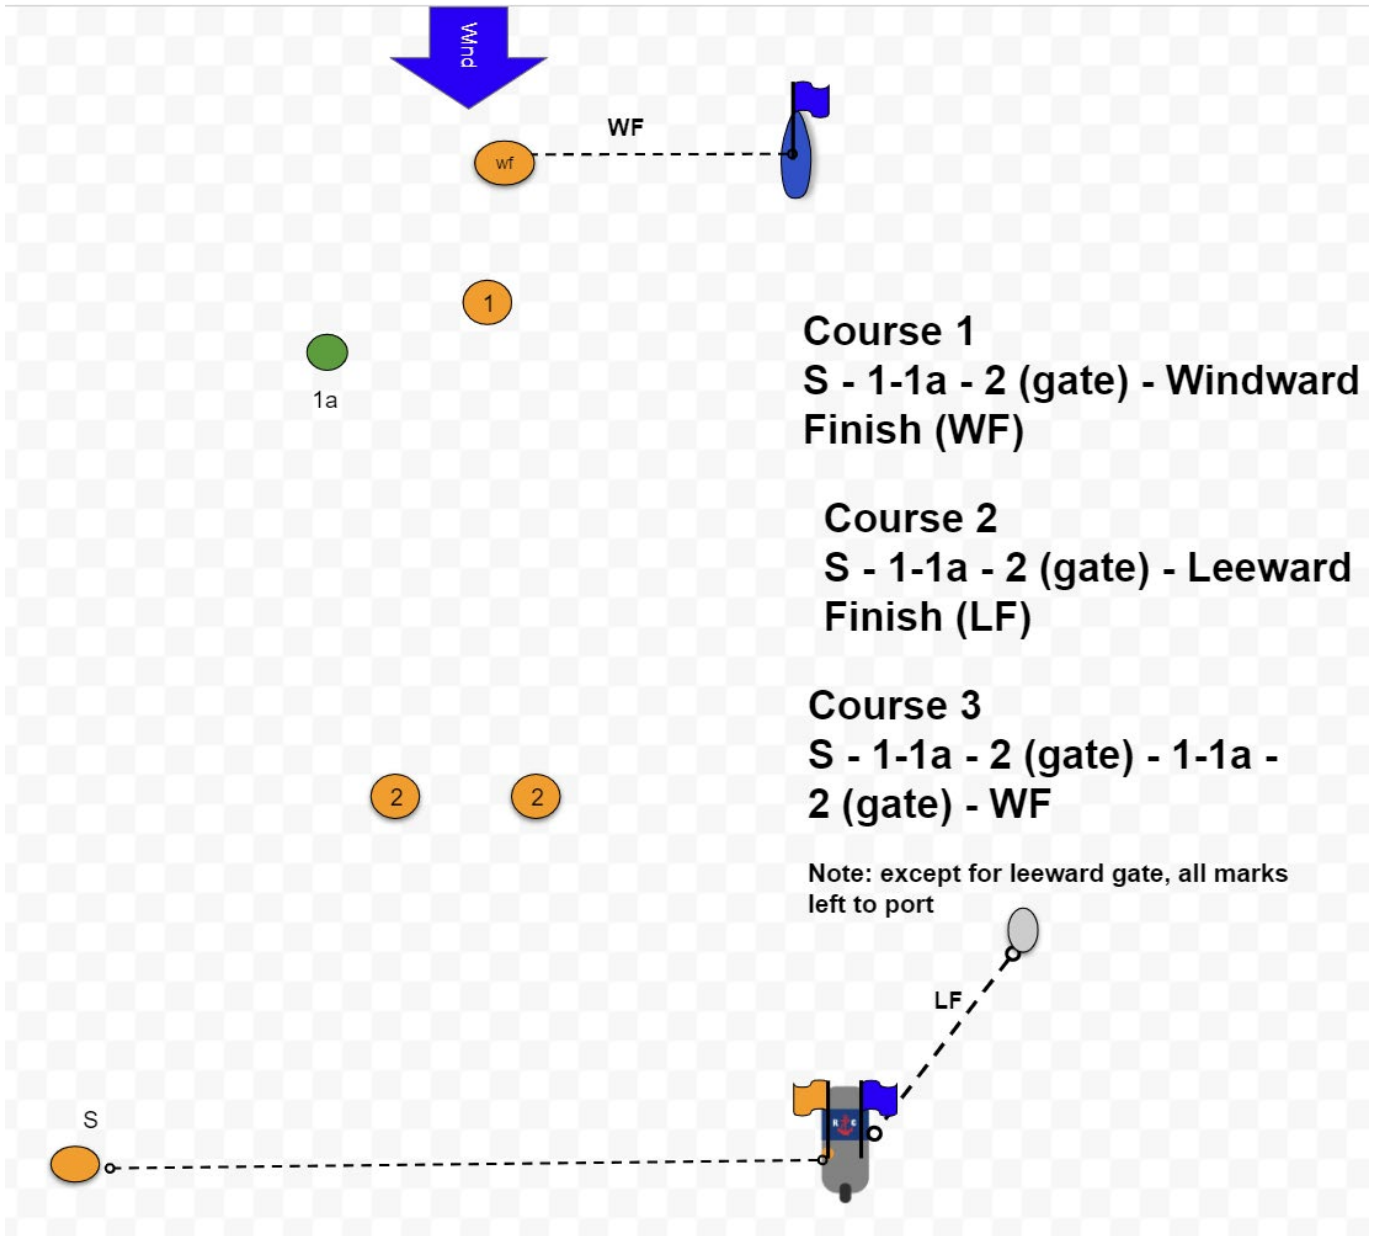 Wind
WF
wf
1
1a
Course 1
S - 1-1a - 2 (gate) - Windward
Finish (WF)
Course 2
S - 1-1a - 2 (gate) - Leeward
Finish (LF)
Course 3
S - 1-1a - 2 (gate) - 1-1a -
2 (gate) - WF
2
2
Note: except for leeward gate, all marks
left to port
LF
S
R C